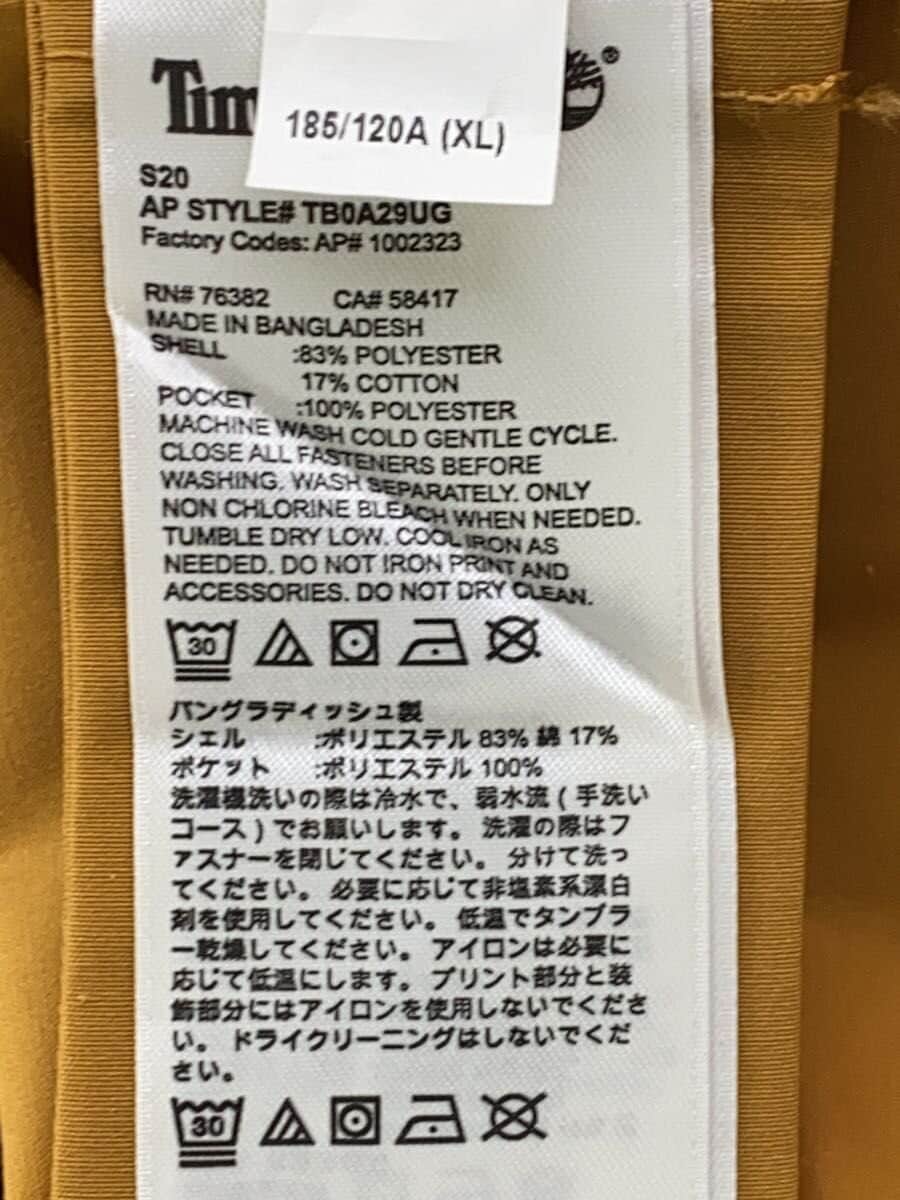 Tim
®
185/120A (XL)
S20
AP STYLE# TB0A29UG
Factory Codes: AP# 1002323
RN# 76382 CA# 58417
MADE IN BANGLADESH
SHELL :83% POLYESTER
17% COTTON
POCKET :100% POLYESTER
MACHINE WASH COLD GENTLE CYCLE.
CLOSE ALL FASTENERS BEFORE
WASHING. WASH SEPARATELY. ONLY
NON CHLORINE BLEACH WHEN NEEDED.
TUMBLE DRY LOW. COOL IRON AS
NEEDED. DO NOT IRON PRINT AND
ACCESSORIES. DO NOT DRY CLEAN.
30
バングラディッシュ製
シェル :ポリエステル 83% 綿 17%
ポケット :ポリエステル 100%
洗濯機洗いの際は冷水で、弱水流 ( 手洗い
コース ) でお願いします。 洗濯の際はフ
ァスナーを閉じてください。 分けて洗っ
てください。 必要に応じて非塩素系漂白
剤を使用してください。 低温でタンブラ
ー乾燥してください。 アイロンは必要に
応じて低温にします。 プリント部分と装
飾部分にはアイロンを使用しないでくださ
い。 ドライクリーニングはしないでくだ
さい。
30